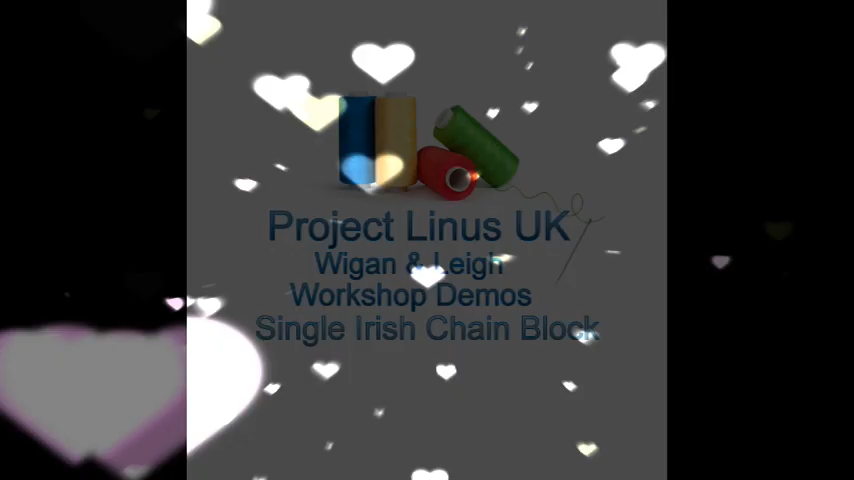 Project Linus UK
Wigan & Leigh
Workshop Demos
Single Irish Chain Block